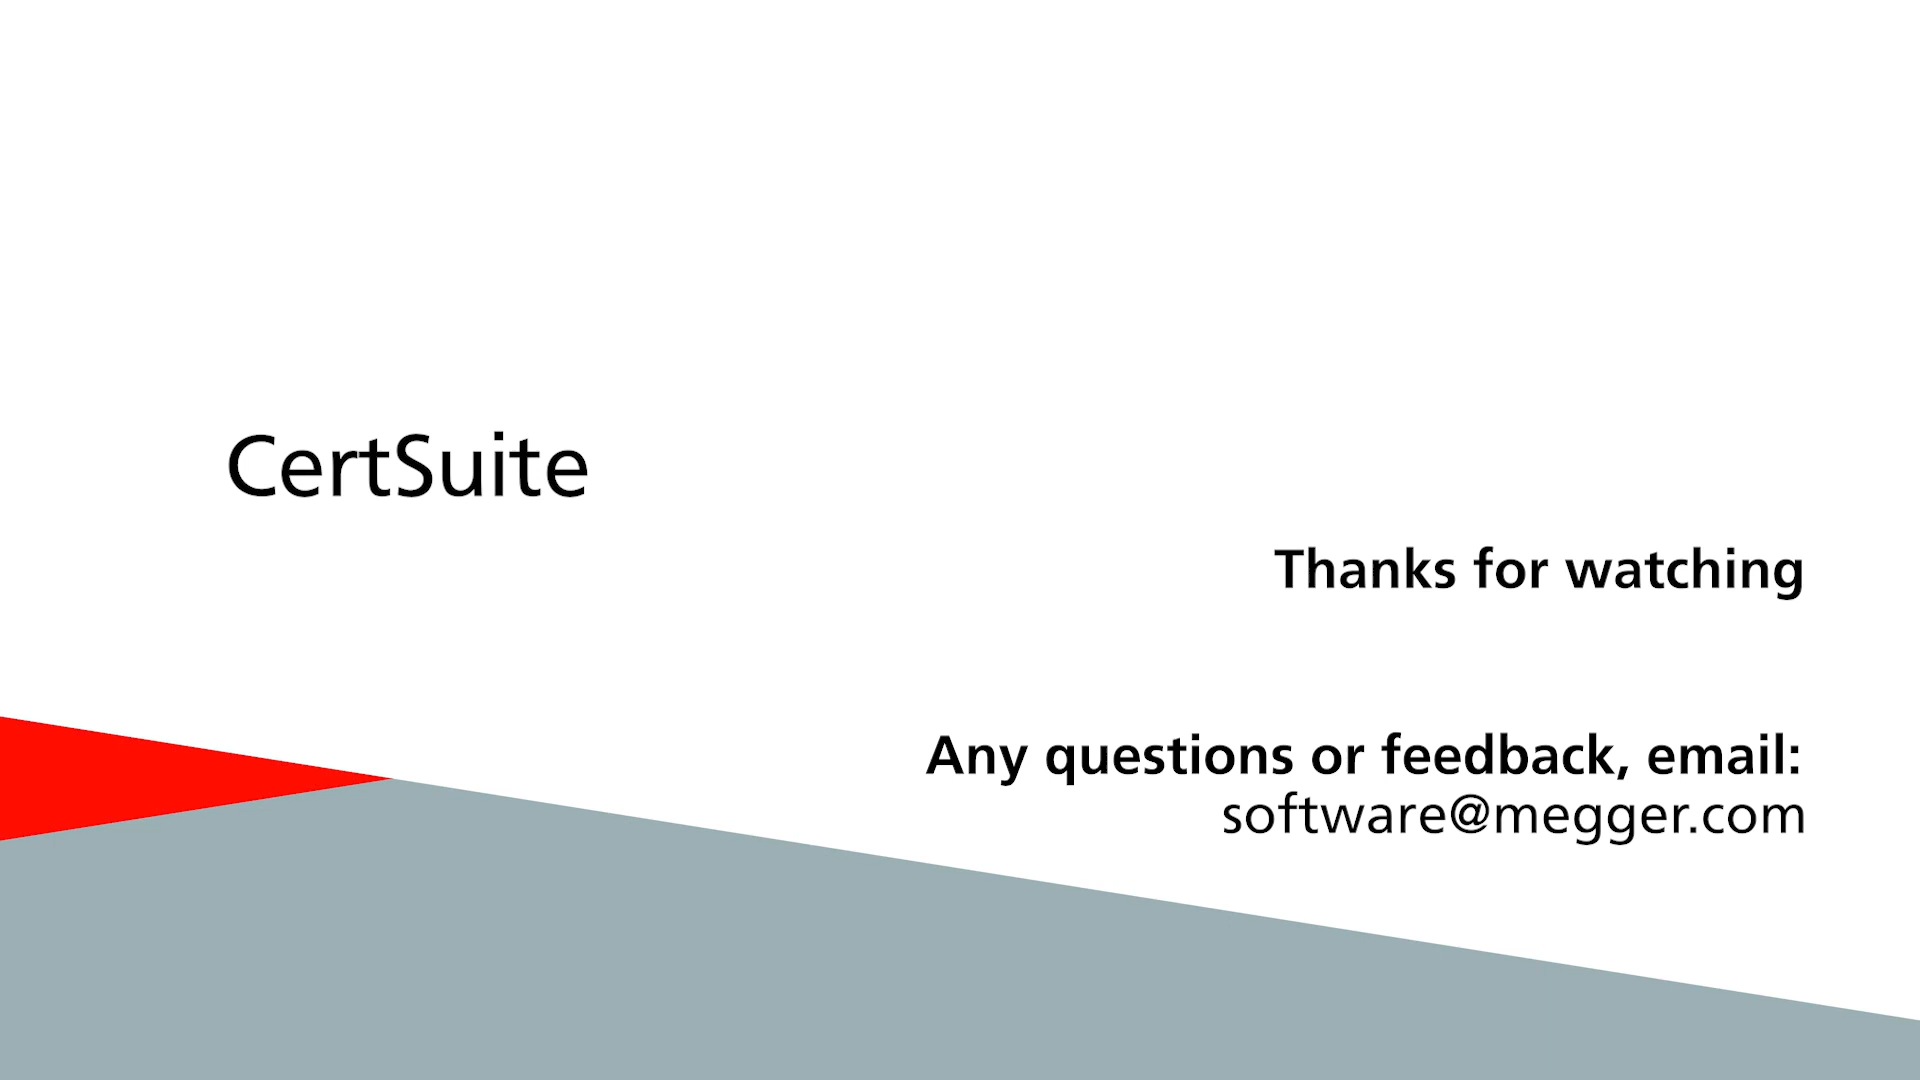 CertSuite
Thanks for watching
Any questions or feedback, email:
software@megger.com